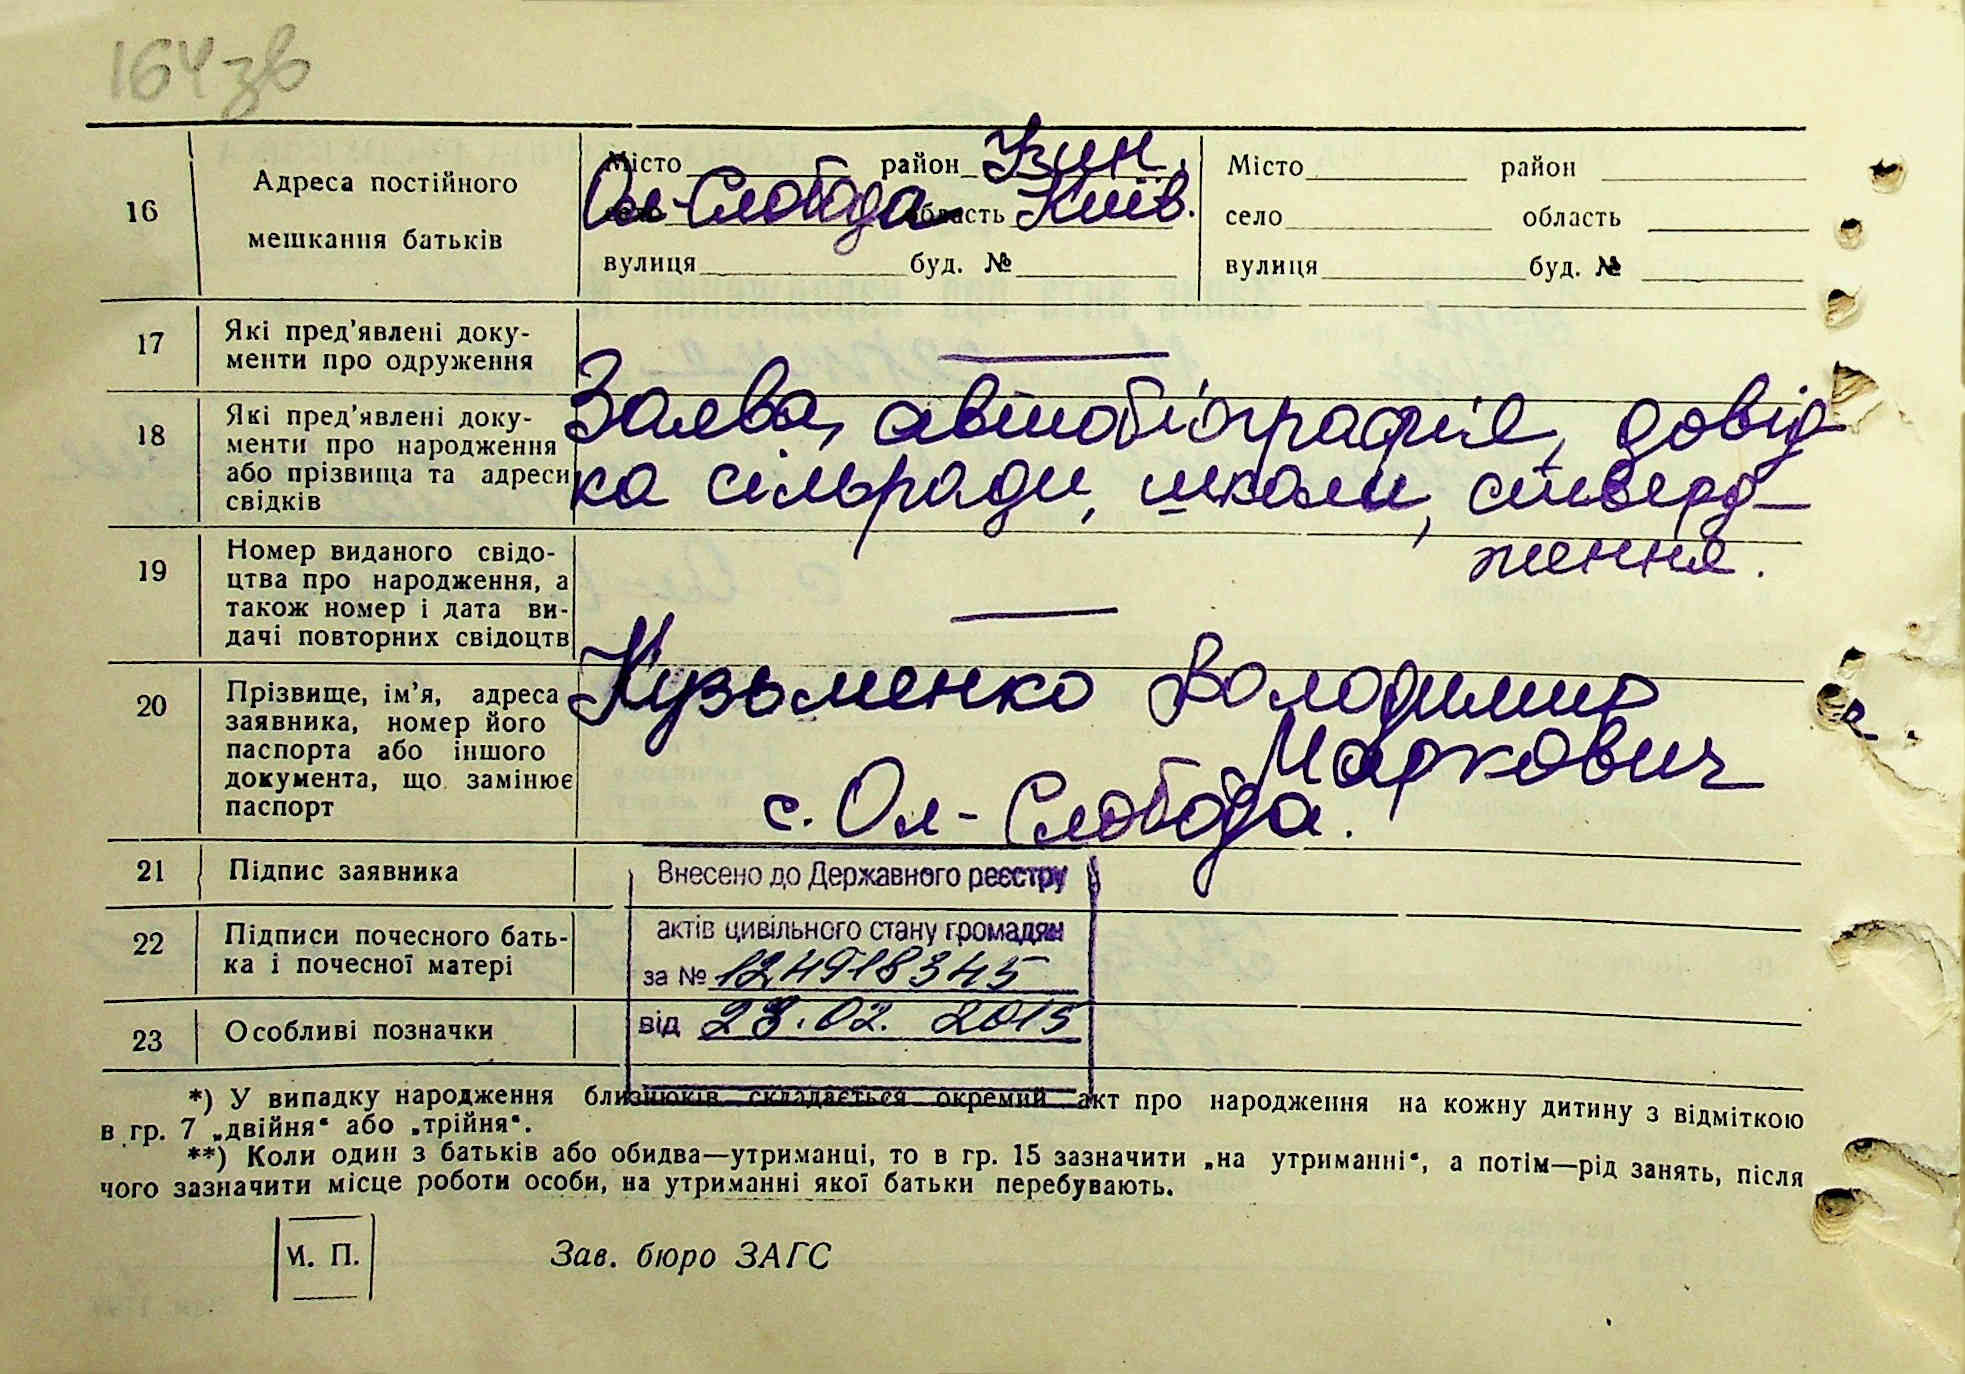 164зв
16 Адреса постійного мешкання батьків
Місто район Узин. Місто район
село Ол-Слобода область Київ. село область
вулиця буд. № вулиця буд. №
17 Які пред'явлені доку-
менти про одруження
18 Які пред'явлені доку-
менти про народження
або прізвища та адреси
свідків
Заява, автобіографія, довід
ка сільради, школи, стверд-
ження.
19 Номер виданого свідо-
цтва про народження, а
також номер і дата ви-
дачі повторних свідоцтв
20 Прізвище, ім'я, адреса
заявника, номер його
паспорта або іншого
документа, що замінює
паспорт
Кузьменко Володимир
Маркович
с. Ол-Слобода.
21 Підпис заявника
22 Підписи почесного бать-
ка і почесної матері
23 Особливі позначки
Внесено до Державного реєстру
актів цивільного стану громадян
за № 124918345
від 23.02. 2015
*) У випадку народження близнюків складається окремий акт про народження на кожну дитину з відміткою
в гр. 7 „двійня“ або „трійня“.
**) Коли один з батьків або обидва—утриманці, то в гр. 15 зазначити „на утриманні“, а потім—рід занять, після
чого зазначити місце роботи особи, на утриманні якої батьки перебувають.
М. П. Зав. бюро ЗАГС